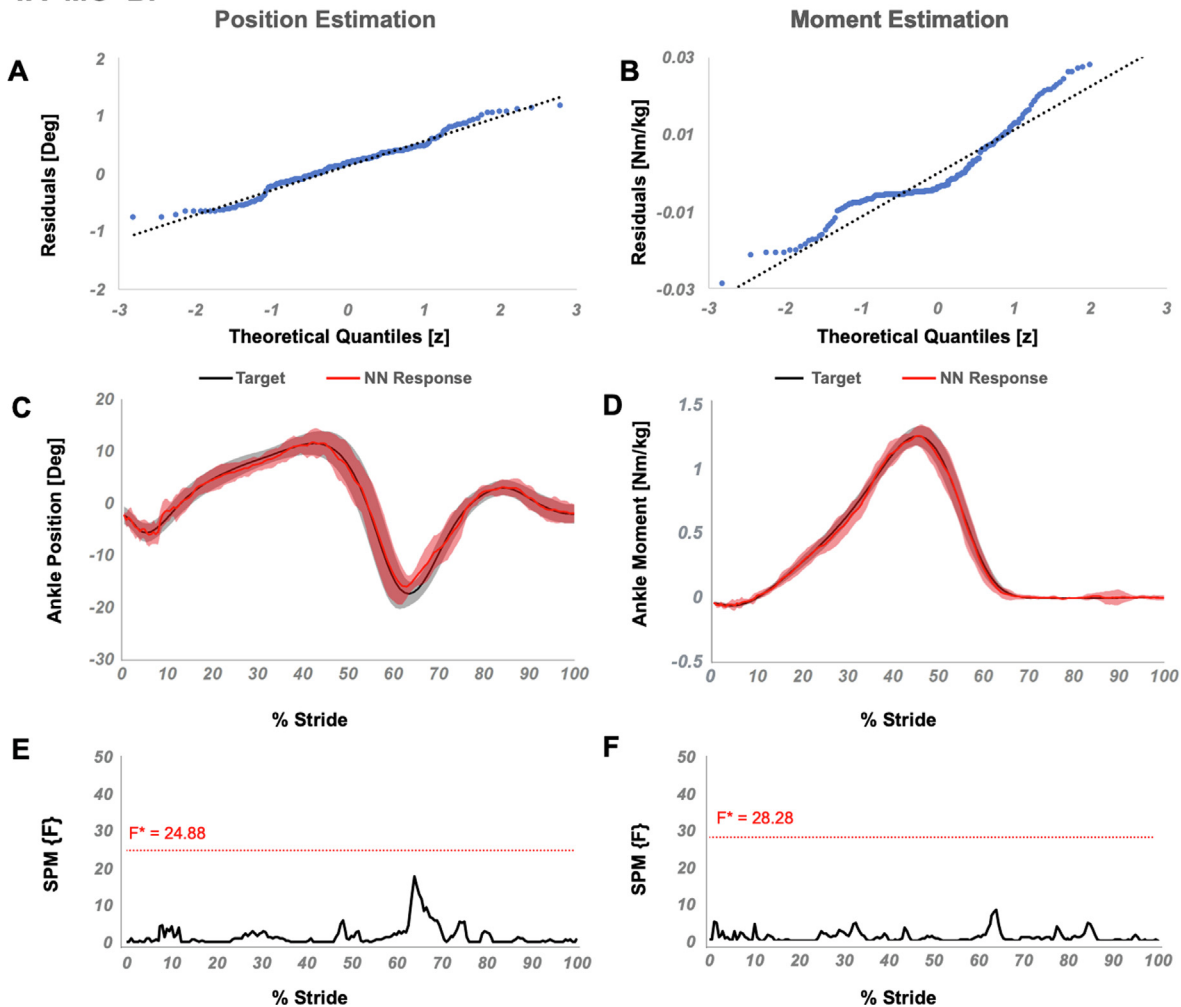 Position Estimation
Moment Estimation
A
2
1
0
-1
-2
Residuals [Deg]
-3 -2 -1 0 1 2 3
Theoretical Quantiles [z]
B
0.03
0.01
-0.01
-0.03
Residuals [Nm/kg]
-3 -2 -1 0 1 2 3
Theoretical Quantiles [z]
Target NN Response
C
20
10
0
-10
-20
-30
Ankle Position [Deg]
0 10 20 30 40 50 60 70 80 90 100
% Stride
Target NN Response
D
1.5
1
0.5
0
-0.5
Ankle Moment [Nm/kg]
0 10 20 30 40 50 60 70 80 90 100
% Stride
E
50
40
30
20
10
0
SPM {F}
F* = 24.88
0 10 20 30 40 50 60 70 80 90 100
% Stride
F
50
40
30
20
10
0
SPM {F}
F* = 28.28
0 10 20 30 40 50 60 70 80 90 100
% Stride